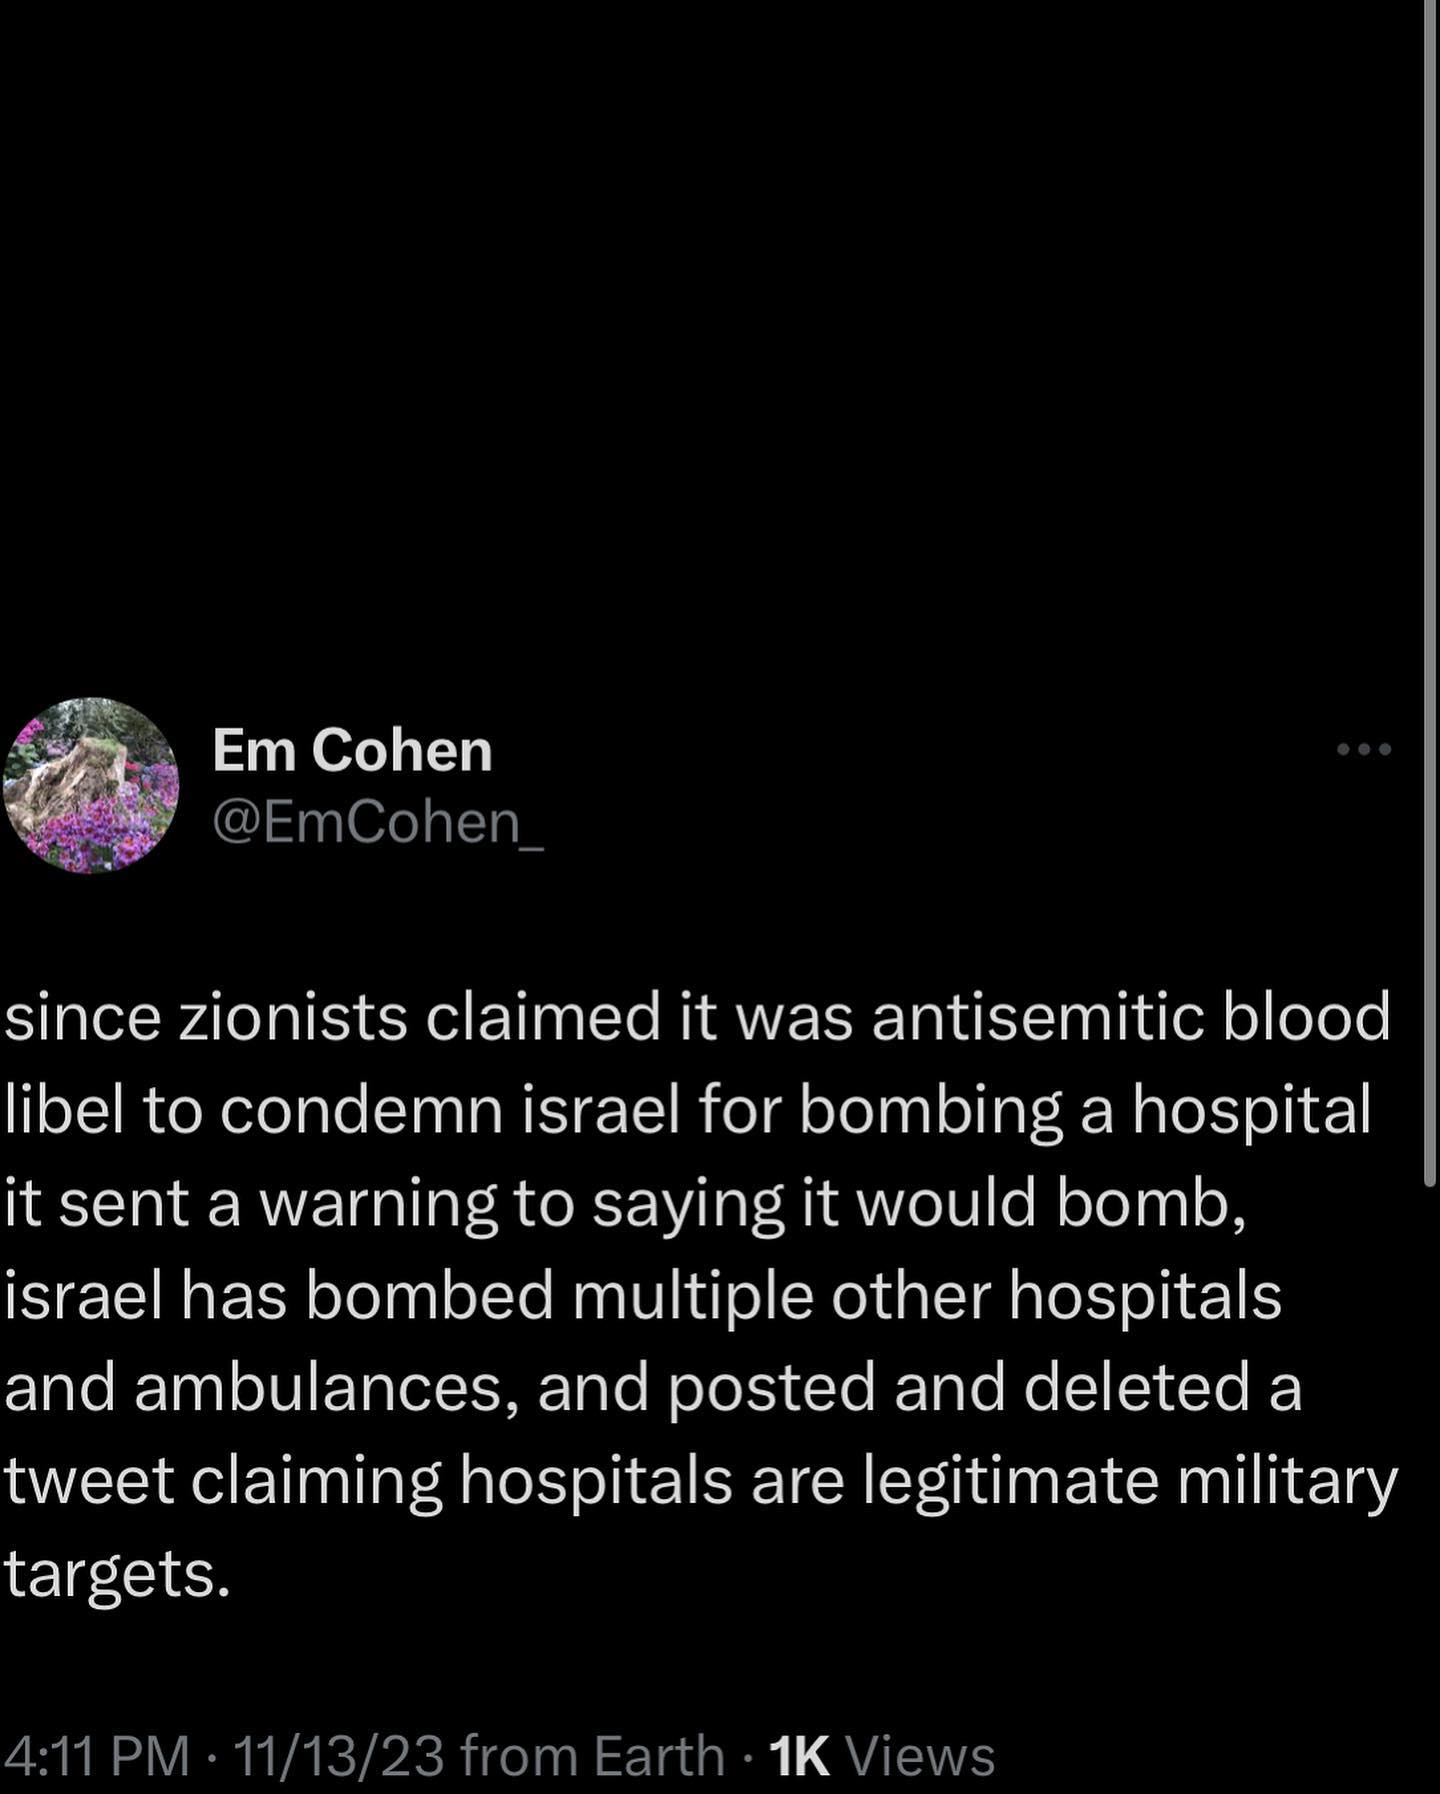 Em Cohen
@EmCohen_
since zionists claimed it was antisemitic blood
libel to condemn israel for bombing a hospital
it sent a warning to saying it would bomb,
israel has bombed multiple other hospitals
and ambulances, and posted and deleted a
tweet claiming hospitals are legitimate military
targets.
4:11 PM · 11/13/23 from Earth · 1K Views